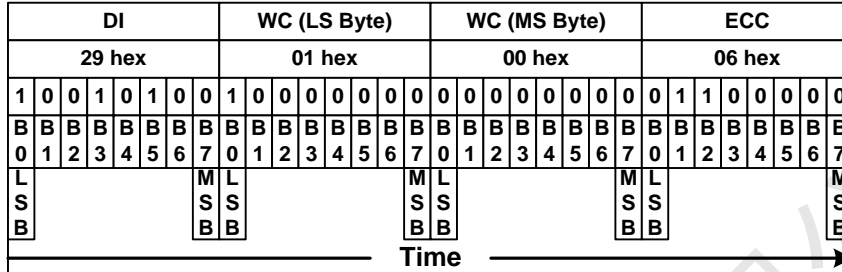 DI WC (LS Byte) WC (MS Byte) ECC
29 hex 01 hex 00 hex 06 hex
1 0 0 1 0 1 0 0 1 0 0 0 0 0 0 0 0 0 0 0 0 0 0 0 0 1 1 0 0 0 0 0
B B B B B B B B B B B B B B B B B B B B B B B B B B B B B B B B
0 1 2 3 4 5 6 7 0 1 2 3 4 5 6 7 0 1 2 3 4 5 6 7 0 1 2 3 4 5 6 7
L M L M L M L M
S S S S S S S S
B B B B B B B B
Time